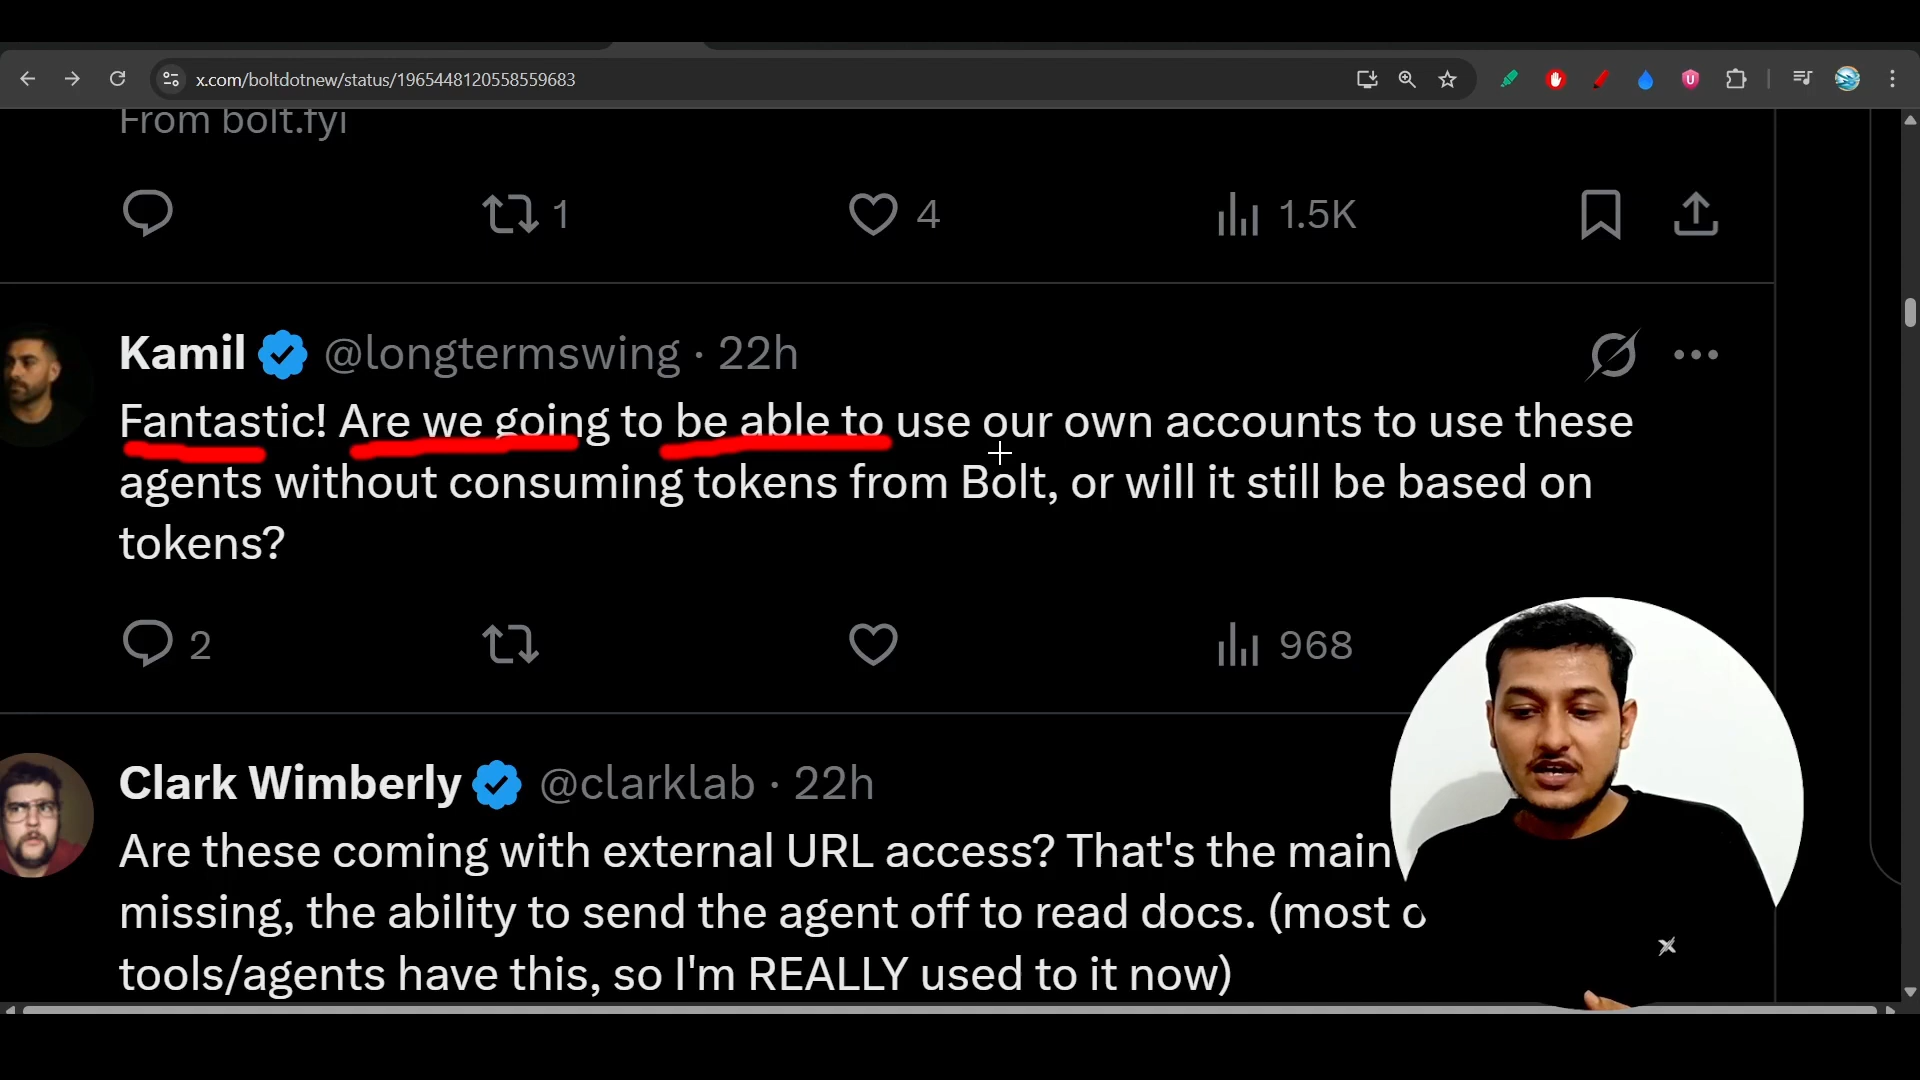 x.com/boltdotnew/status/1965448120558559683
From bolt.fyi
1 4 1.5K
Kamil @longtermswing · 22h
Fantastic! Are we going to be able to use our own accounts to use these
agents without consuming tokens from Bolt, or will it still be based on
tokens?
2 968
Clark Wimberly @clarklab · 22h
Are these coming with external URL access? That's the main
missing, the ability to send the agent off to read docs. (most
tools/agents have this, so I'm REALLY used to it now)